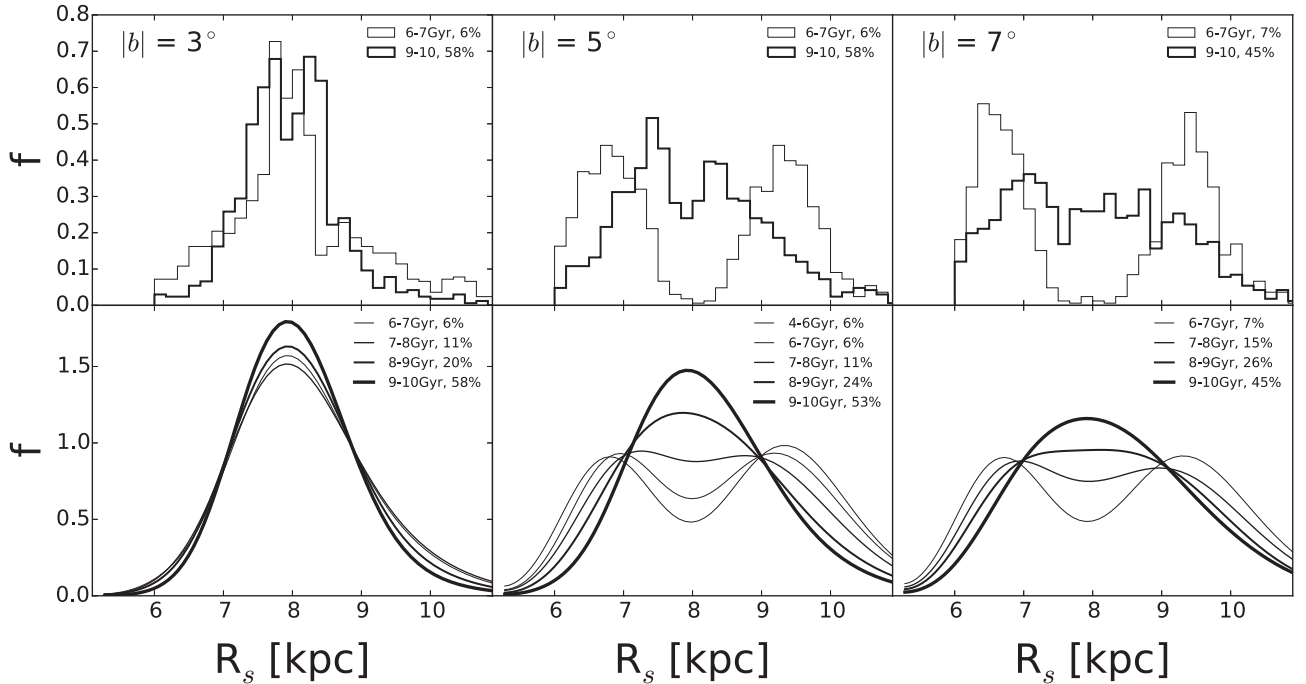 |b| = 3°
6-7Gyr, 6%
9-10, 58%
|b| = 5°
6-7Gyr, 6%
9-10, 58%
|b| = 7°
6-7Gyr, 7%
9-10, 45%
f
0.8
0.7
0.6
0.5
0.4
0.3
0.2
0.1
0.0
6-7Gyr, 6%
7-8Gyr, 11%
8-9Gyr, 20%
9-10Gyr, 58%
4-6Gyr, 6%
6-7Gyr, 6%
7-8Gyr, 11%
8-9Gyr, 24%
9-10Gyr, 53%
6-7Gyr, 7%
7-8Gyr, 15%
8-9Gyr, 26%
9-10Gyr, 45%
f
1.5
1.0
0.5
0.0
6 7 8 9 10
6 7 8 9 10
6 7 8 9 10
R_s [kpc]
R_s [kpc]
R_s [kpc]